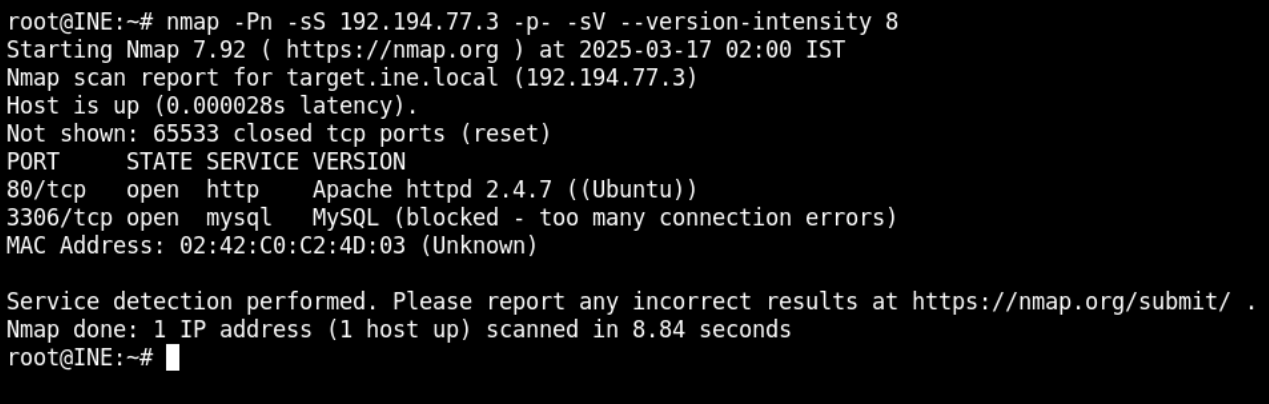 root@INE:~# nmap -Pn -sS 192.194.77.3 -p- -sV --version-intensity 8
Starting Nmap 7.92 ( https://nmap.org ) at 2025-03-17 02:00 IST
Nmap scan report for target.ine.local (192.194.77.3)
Host is up (0.000028s latency).
Not shown: 65533 closed tcp ports (reset)
PORT     STATE SERVICE VERSION
80/tcp   open  http    Apache httpd 2.4.7 ((Ubuntu))
3306/tcp open  mysql   MySQL (blocked - too many connection errors)
MAC Address: 02:42:C0:C2:4D:03 (Unknown)

Service detection performed. Please report any incorrect results at https://nmap.org/submit/ .
Nmap done: 1 IP address (1 host up) scanned in 8.84 seconds
root@INE:~#